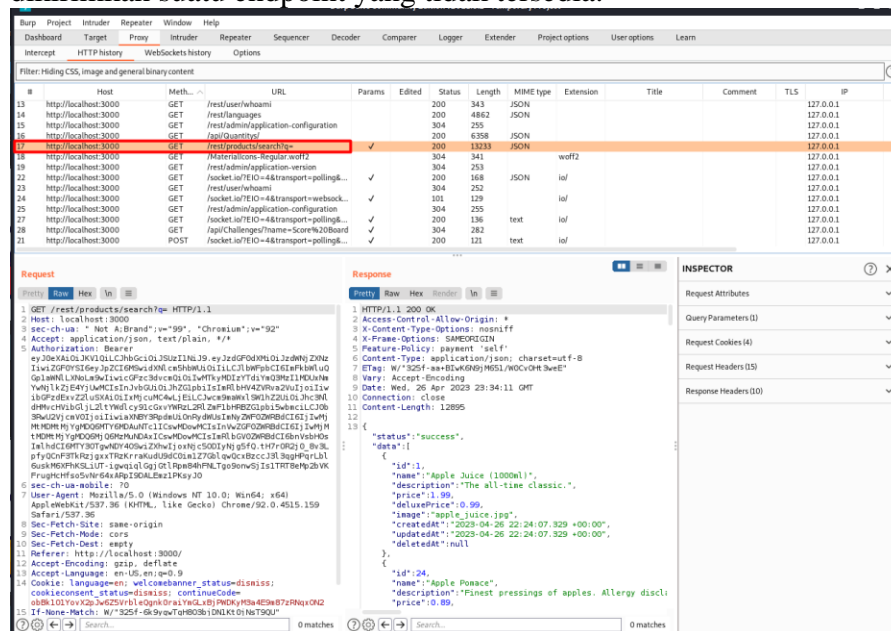 suatu endpoint yang tidak tersedia.
Burp Project Intruder Repeater Window Help
Dashboard Target Proxy Intruder Repeater Sequencer Decoder Comparer Logger Extender Project options User options Learn
Intercept HTTP history WebSockets history Options
Filter: Hiding CSS, image and general binary content
# Host Meth... URL Params Edited Status Length MIME type Extension Title Comment TLS IP
13 http://localhost:3000 GET /rest/user/whoami 200 343 JSON 127.0.0.1
14 http://localhost:3000 GET /rest/languages 200 4862 JSON 127.0.0.1
15 http://localhost:3000 GET /rest/admin/application-configuration 304 255 127.0.0.1
16 http://localhost:3000 GET /api/Quantitys/ 200 6358 JSON 127.0.0.1
17 http://localhost:3000 GET /rest/products/search?q= ✓ 200 13233 JSON 127.0.0.1
18 http://localhost:3000 GET /MaterialIcons-Regular.woff2 304 341 woff2 127.0.0.1
19 http://localhost:3000 GET /rest/admin/application-version 304 253 127.0.0.1
22 http://localhost:3000 GET /socket.io/?EIO=4&transport=polling&... ✓ 200 168 JSON io/ 127.0.0.1
23 http://localhost:3000 GET /rest/user/whoami 304 252 127.0.0.1
24 http://localhost:3000 GET /socket.io/?EIO=4&transport=websock... ✓ 101 129 io/ 127.0.0.1
25 http://localhost:3000 GET /rest/admin/application-configuration 304 255 127.0.0.1
27 http://localhost:3000 GET /socket.io/?EIO=4&transport=polling&... ✓ 200 136 text io/ 127.0.0.1
28 http://localhost:3000 GET /api/Challenges/?name=Score%20Board ✓ 304 282 127.0.0.1
21 http://localhost:3000 POST /socket.io/?EIO=4&transport=polling&... ✓ 200 121 text io/ 127.0.0.1
Request
Pretty Raw Hex \n
1 GET /rest/products/search?q= HTTP/1.1
2 Host: localhost:3000
3 sec-ch-ua: " Not A;Brand";v="99", "Chromium";v="92"
4 Accept: application/json, text/plain, */*
5 Authorization: Bearer
6 sec-ch-ua-mobile: ?0
7 User-Agent: Mozilla/5.0 (Windows NT 10.0; Win64; x64)
AppleWebKit/537.36 (KHTML, like Gecko) Chrome/92.0.4515.159
Safari/537.36
8 Sec-Fetch-Site: same-origin
9 Sec-Fetch-Mode: cors
10 Sec-Fetch-Dest: empty
11 Referer: http://localhost:3000/
12 Accept-Encoding: gzip, deflate
13 Accept-Language: en-US,en;q=0.9
14 Cookie: language=en; welcomebanner_status=dismiss;
cookieconsent_status=dismiss; continueCode=
15 If-None-Match:
Search... 0 matches
Response
Pretty Raw Hex Render \n
1 HTTP/1.1 200 OK
2 Access-Control-Allow-Origin: *
3 X-Content-Type-Options: nosniff
4 X-Frame-Options: SAMEORIGIN
5 Feature-Policy: payment 'self'
6 Content-Type: application/json; charset=utf-8
7 ETag:
8 Vary: Accept-Encoding
9 Date: Wed, 26 Apr 2023 23:34:11 GMT
10 Connection: close
11 Content-Length: 12895
12
13 {
"status":"success",
"data":[
{
"id":1,
"name":"Apple Juice (1000ml)",
"description":"The all-time classic.",
"price":1.99,
"deluxePrice":0.99,
"image":"apple_juice.jpg",
"createdAt":"2023-04-26 22:24:07.329 +00:00",
"updatedAt":"2023-04-26 22:24:07.329 +00:00",
"deletedAt":null
},
{
"id":24,
"name":"Apple Pomace",
"description":"Finest pressings of apples. Allergy discla
"price":0.89,
Search... 0 matches
INSPECTOR
Request Attributes
Query Parameters (1)
Request Cookies (4)
Request Headers (15)
Response Headers (10)